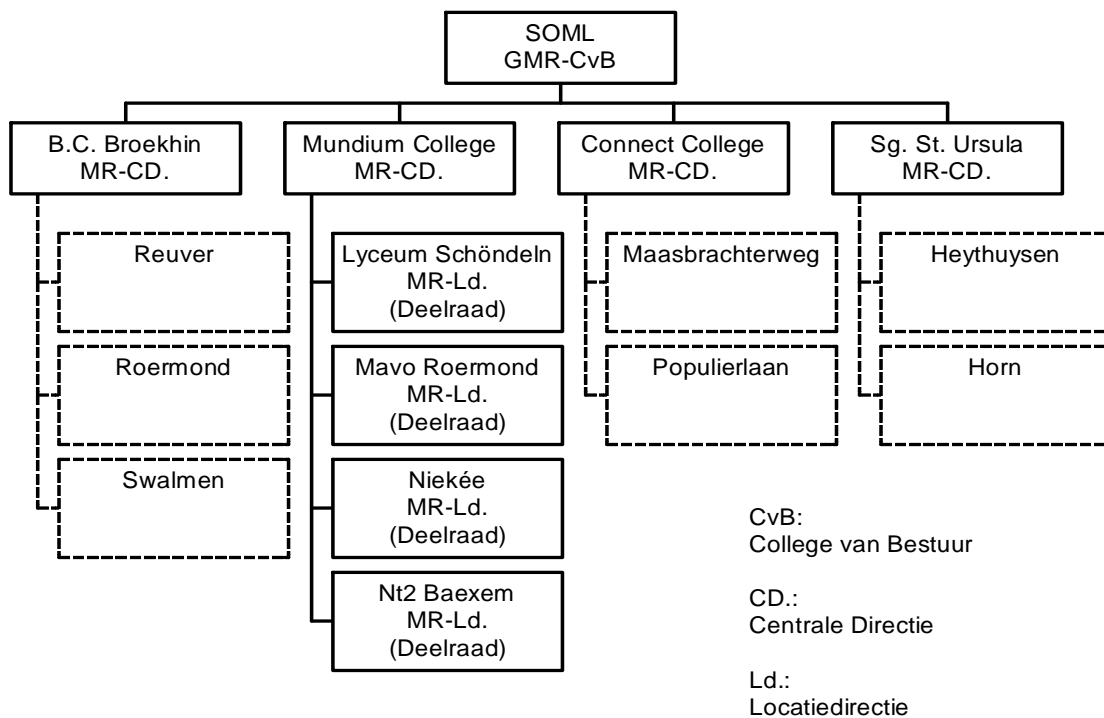 SOML
GMR-CvB
B.C. Broekhin
MR-CD.
Mundium College
MR-CD.
Connect College
MR-CD.
Sg. St. Ursula
MR-CD.
Reuver
Roermond
Swalmen
Lyceum Schöndeln
MR-Ld.
(Deelraad)
Mavo Roermond
MR-Ld.
(Deelraad)
Niekée
MR-Ld.
(Deelraad)
Nt2 Baexem
MR-Ld.
(Deelraad)
Maasbrachterweg
Populierlaan
Heythuysen
Horn
CvB:
College van Bestuur
CD.:
Centrale Directie
Ld.:
Locatiedirectie